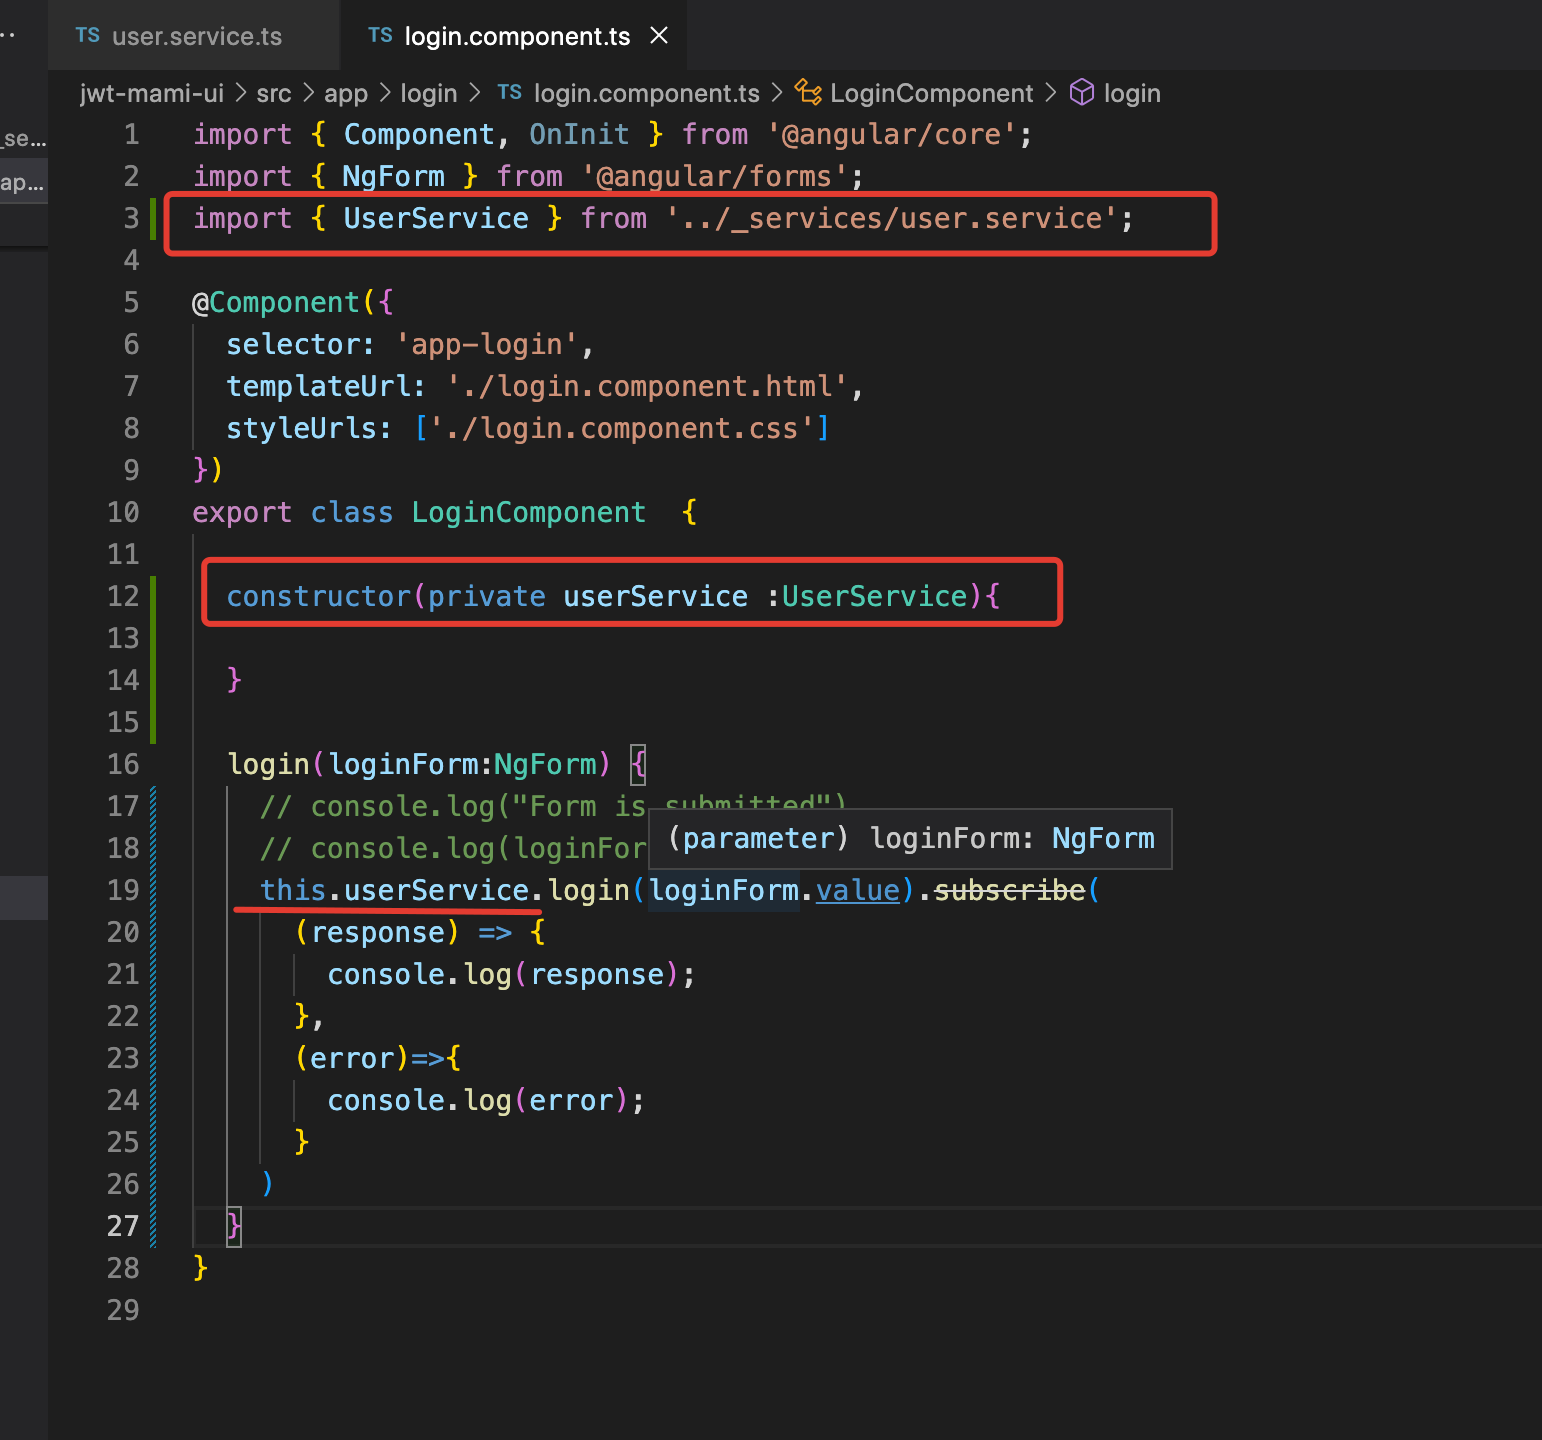 TS user.service.ts TS login.component.ts
jwt-mami-ui > src > app > login > TS login.component.ts > LoginComponent > login
_se...
ap...
1 import { Component, OnInit } from '@angular/core';
2 import { NgForm } from '@angular/forms';
3 import { UserService } from '../_services/user.service';
4
5 @Component({
6 selector: 'app-login',
7 templateUrl: './login.component.html',
8 styleUrls: ['./login.component.css']
9 })
10 export class LoginComponent  {
11
12 constructor(private userService :UserService){
13
14 }
15
16 login(loginForm:NgForm) {
17 // console.log("Form is submitted")
18 // console.log(loginFor
(parameter) loginForm: NgForm
19 this.userService.login(loginForm.value).subscribe(
20 (response) => {
21 console.log(response);
22 },
23 (error)=>{
24 console.log(error);
25 }
26 )
27 }
28 }
29